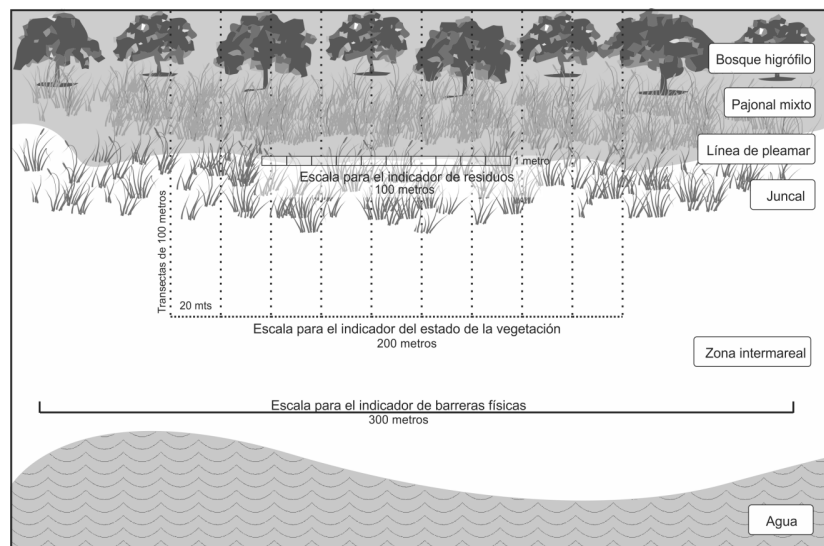 Bosque higrófilo
Pajonal mixto
Línea de pleamar
1 metro
Escala para el indicador de residuos
100 metros
Juncal
Transectas de 100 metros
20 mts
Escala para el indicador del estado de la vegetación
200 metros
Zona intermareal
Escala para el indicador de barreras físicas
300 metros
Agua